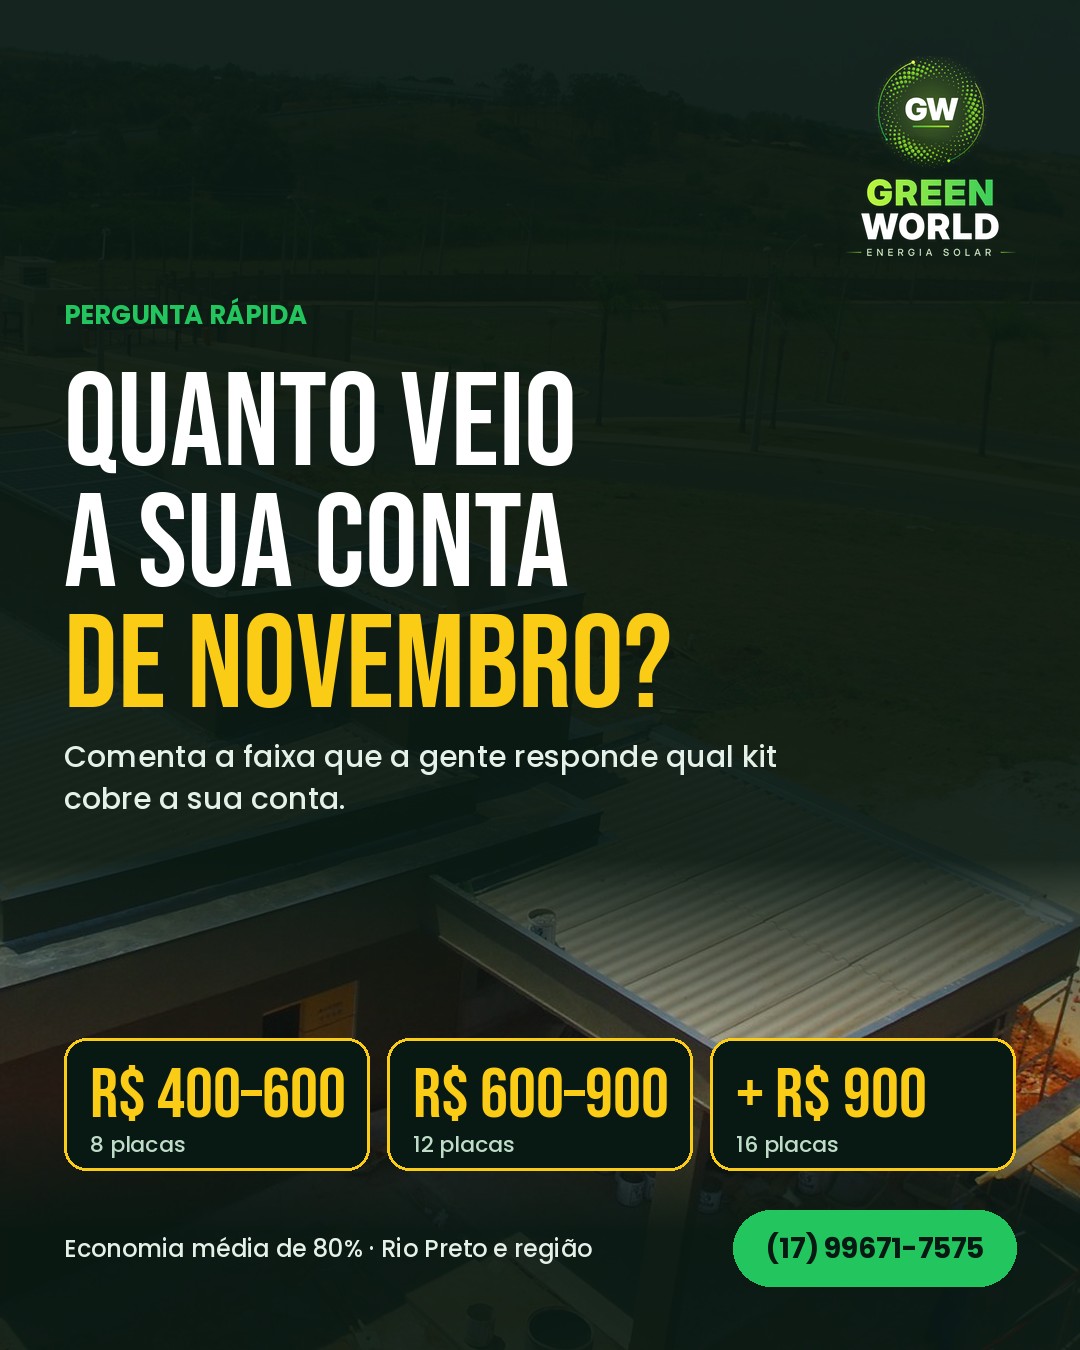 GW
GREEN
WORLD
ENERGIA SOLAR
PERGUNTA RÁPIDA
QUANTO VEIO
A SUA CONTA
DE NOVEMBRO?
Comenta a faixa que a gente responde qual kit
cobre a sua conta.
R$ 400–600
8 placas
R$ 600–900
12 placas
+ R$ 900
16 placas
Economia média de 80% · Rio Preto e região
(17) 99671-7575